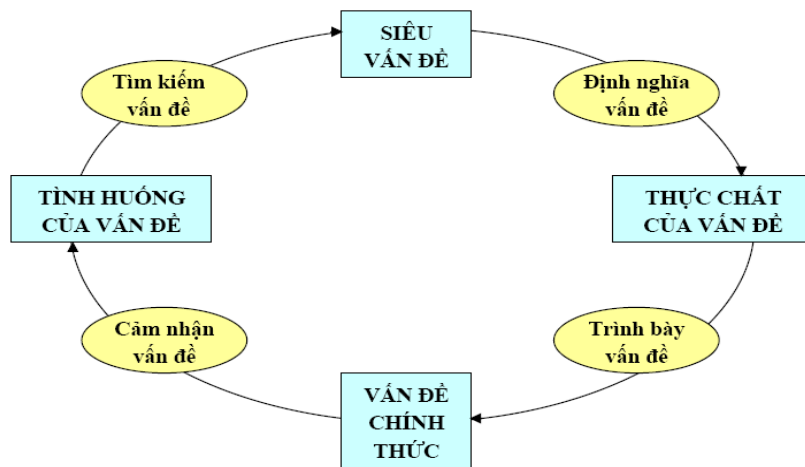 SIÊU
VẤN ĐỀ
Tìm kiếm
vấn đề
Định nghĩa
vấn đề
TÌNH HUỐNG
CỦA VẤN ĐỀ
THỰC CHẤT
CỦA VẤN ĐỀ
Cảm nhận
vấn đề
Trình bày
vấn đề
VẤN ĐỀ
CHÍNH
THỨC